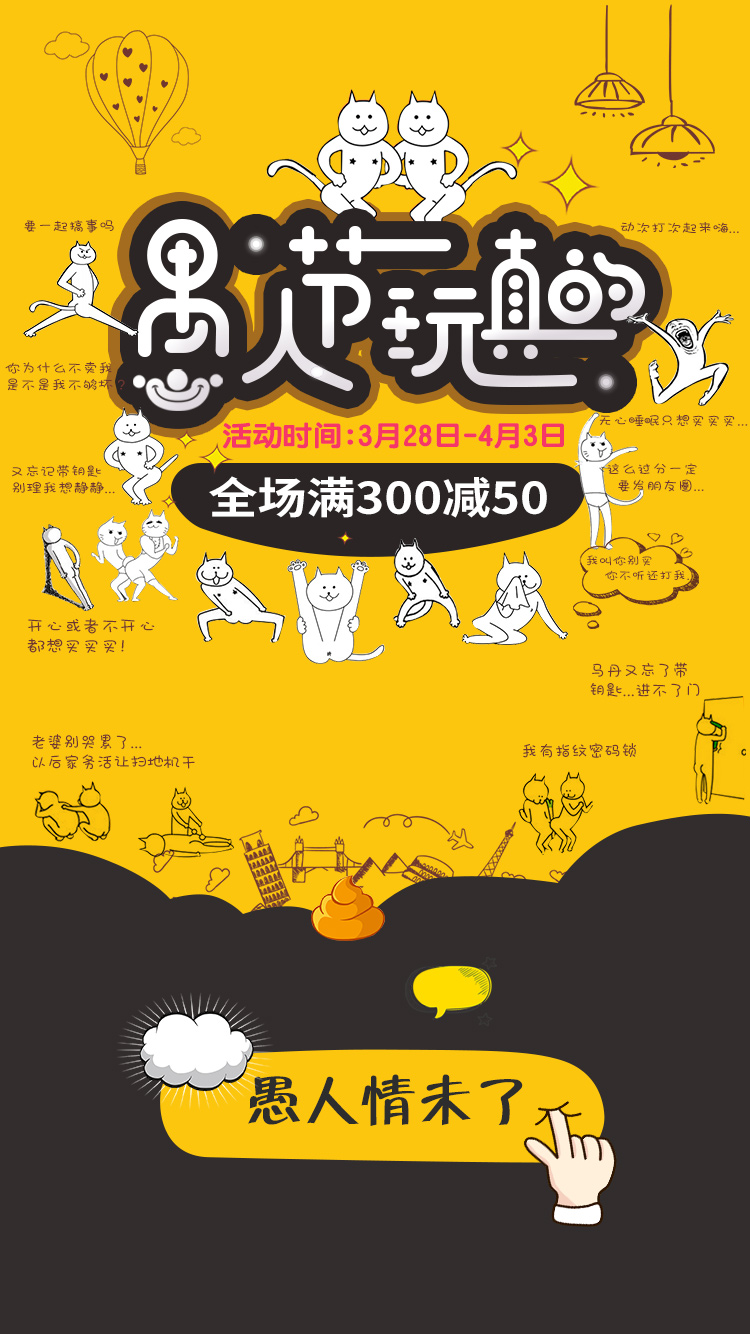 要一起搞事吗
动次打次起来嗨...
愚人节玩真的
你为什么不卖我
是不是我不够坏?
无心睡眠只想买买买...
活动时间:3月28日-4月3日
又忘记带钥匙
别理我想静静...
这么过分一定
要发朋友圈...
全场满300减50
我叫你别买
你不听还打我
开心或者不开心
都想买买买!
马丹又忘了带
钥匙...进不了门
老婆别哭累了...
以后家务活让扫地机干
我有指纹密码锁
愚人情未了